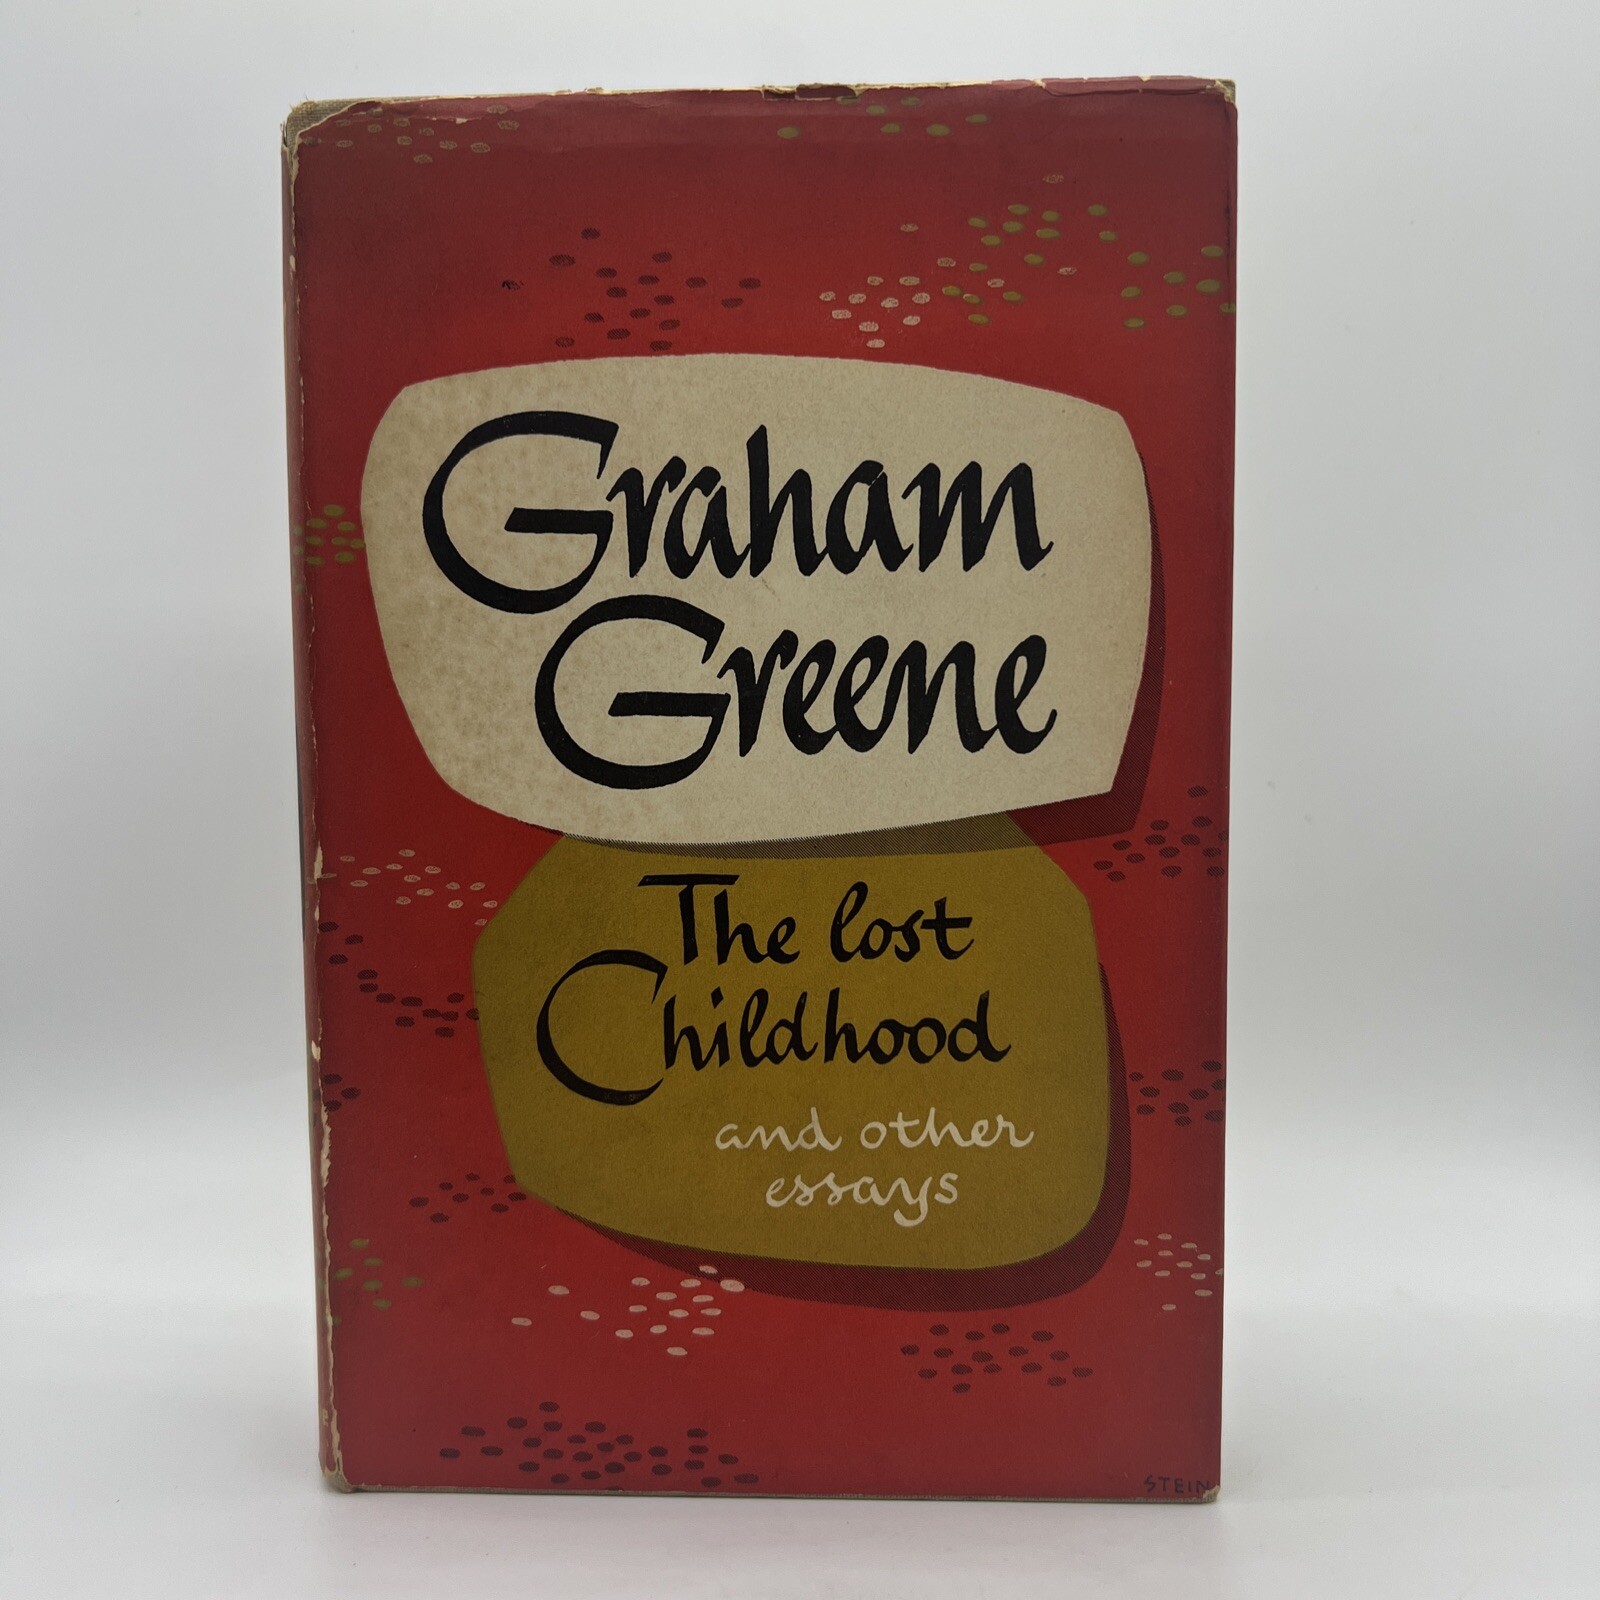 Graham
Greene
The lost
Childhood
and other
essays
STEIN